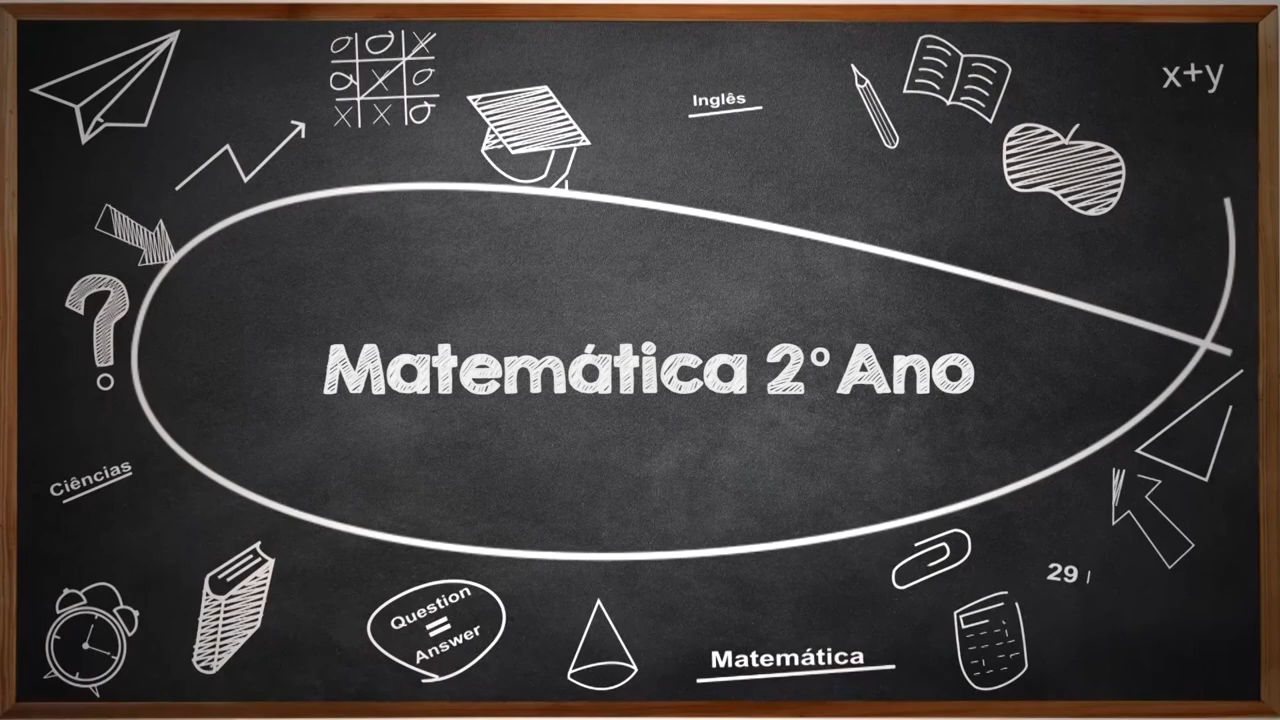 x+y
Inglês
Matemática 2º Ano
Ciências
29
Question
=
Answer
Matemática